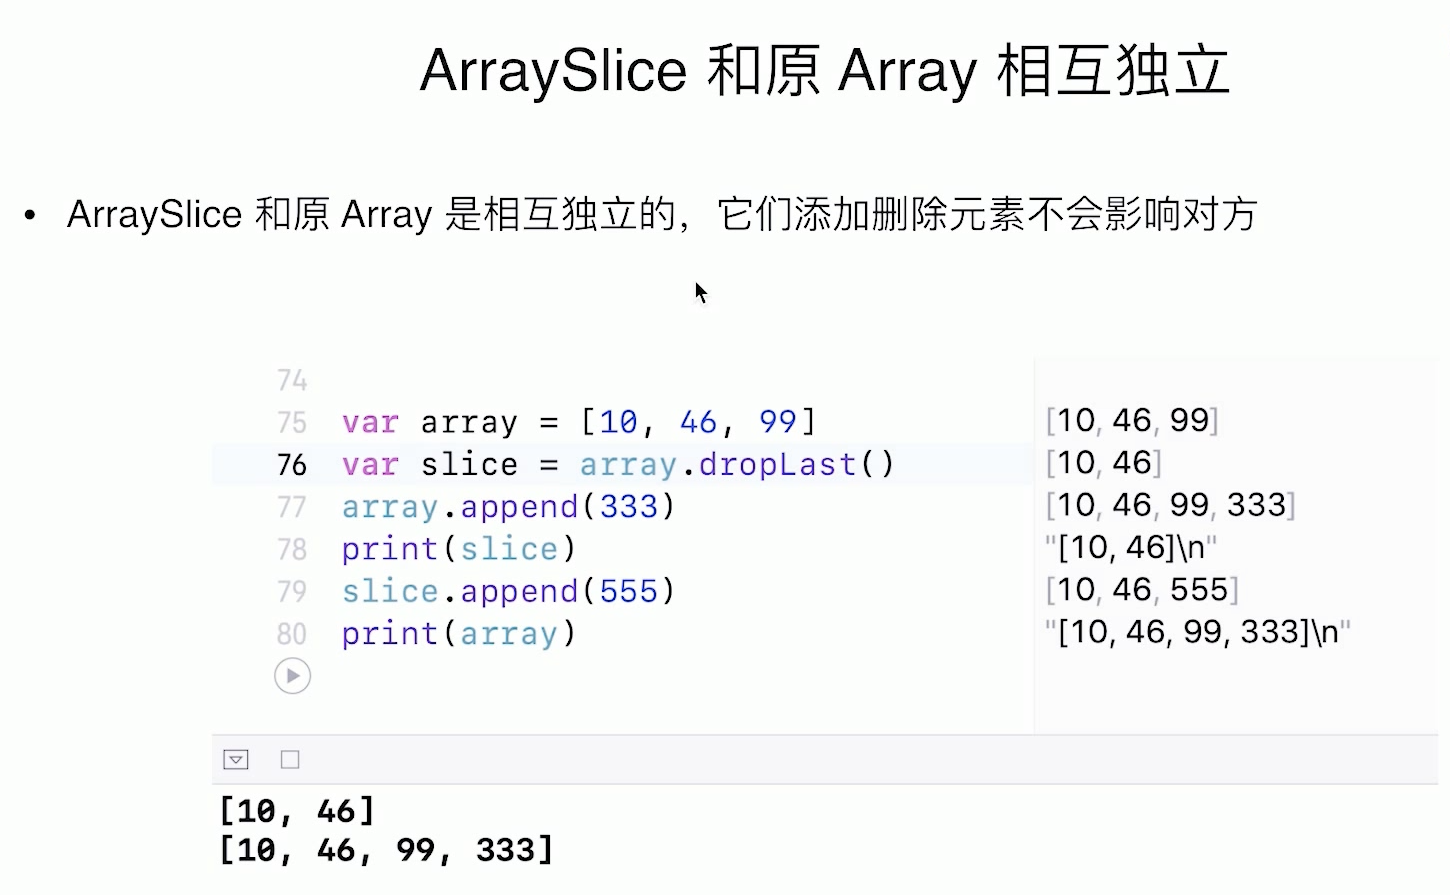 ArraySlice 和原 Array 相互独立
• ArraySlice 和原 Array 是相互独立的，它们添加删除元素不会影响对方
74
75 var array = [10, 46, 99] [10, 46, 99]
76 var slice = array.dropLast() [10, 46]
77 array.append(333) [10, 46, 99, 333]
78 print(slice) "[10, 46]\n"
79 slice.append(555) [10, 46, 555]
80 print(array) "[10, 46, 99, 333]\n"
[10, 46]
[10, 46, 99, 333]